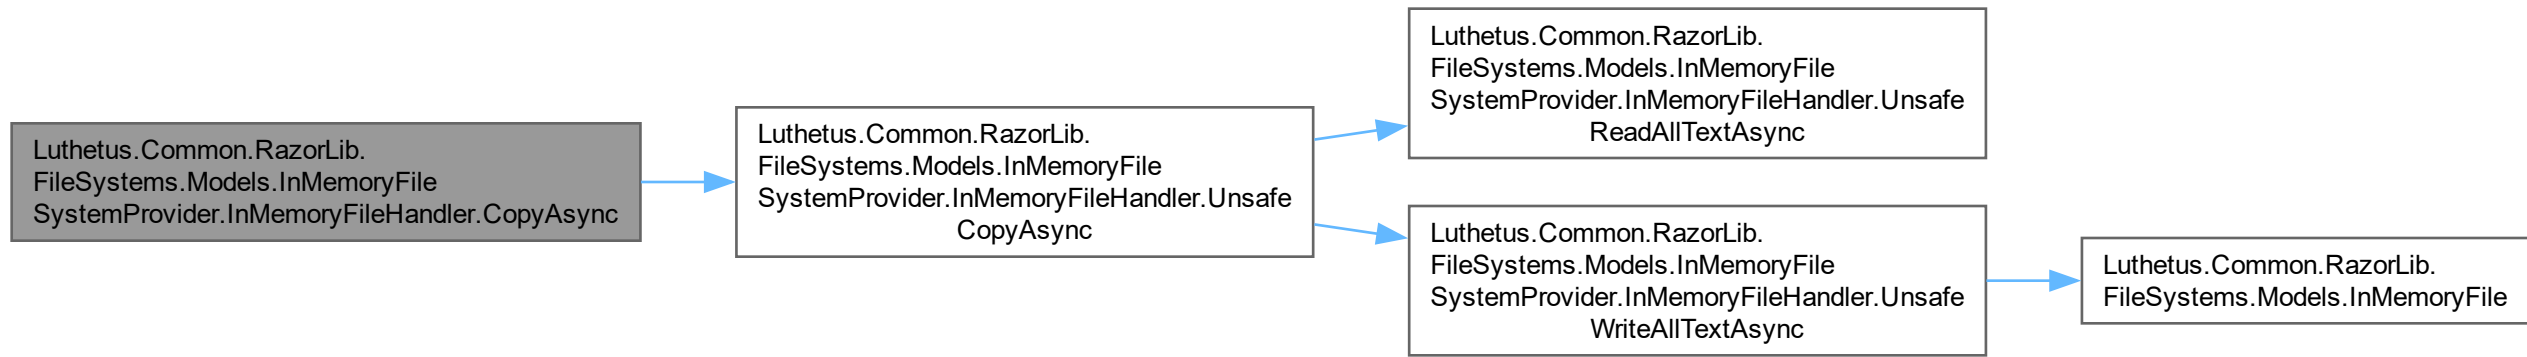 Luthetus.Common.RazorLib.
FileSystems.Models.InMemoryFile
SystemProvider.InMemoryFileHandler.CopyAsync
Luthetus.Common.RazorLib.
FileSystems.Models.InMemoryFile
SystemProvider.InMemoryFileHandler.Unsafe
CopyAsync
Luthetus.Common.RazorLib.
FileSystems.Models.InMemoryFile
SystemProvider.InMemoryFileHandler.Unsafe
ReadAllTextAsync
Luthetus.Common.RazorLib.
FileSystems.Models.InMemoryFile
SystemProvider.InMemoryFileHandler.Unsafe
WriteAllTextAsync
Luthetus.Common.RazorLib.
FileSystems.Models.InMemoryFile